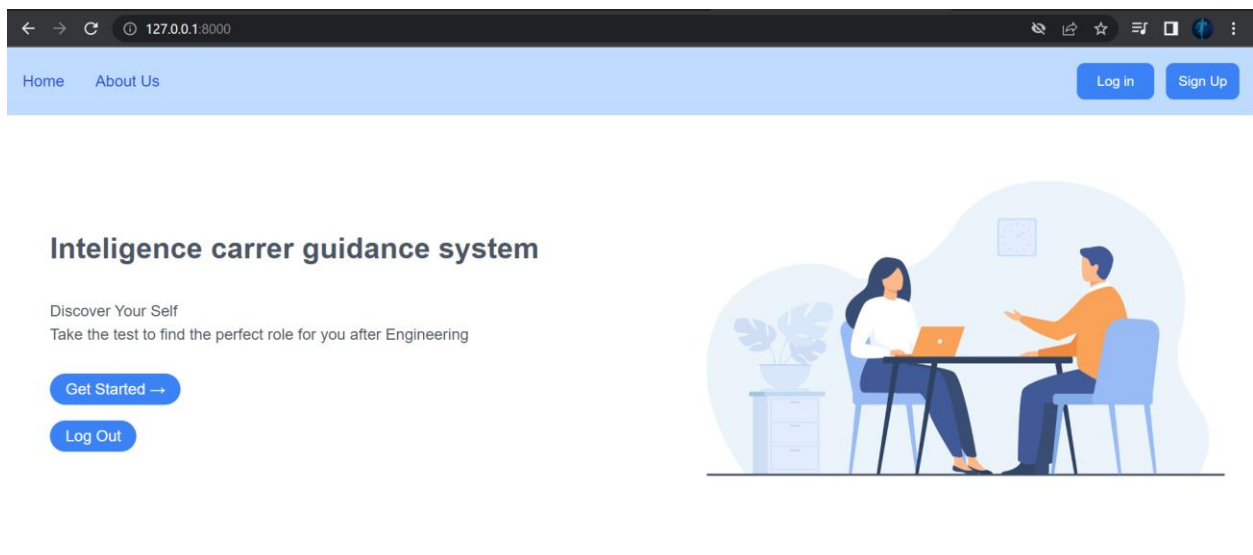 127.0.0.1:8000
Home About Us Log in Sign Up
Inteligence carrer guidance system
Discover Your Self
Take the test to find the perfect role for you after Engineering
Get Started →
Log Out